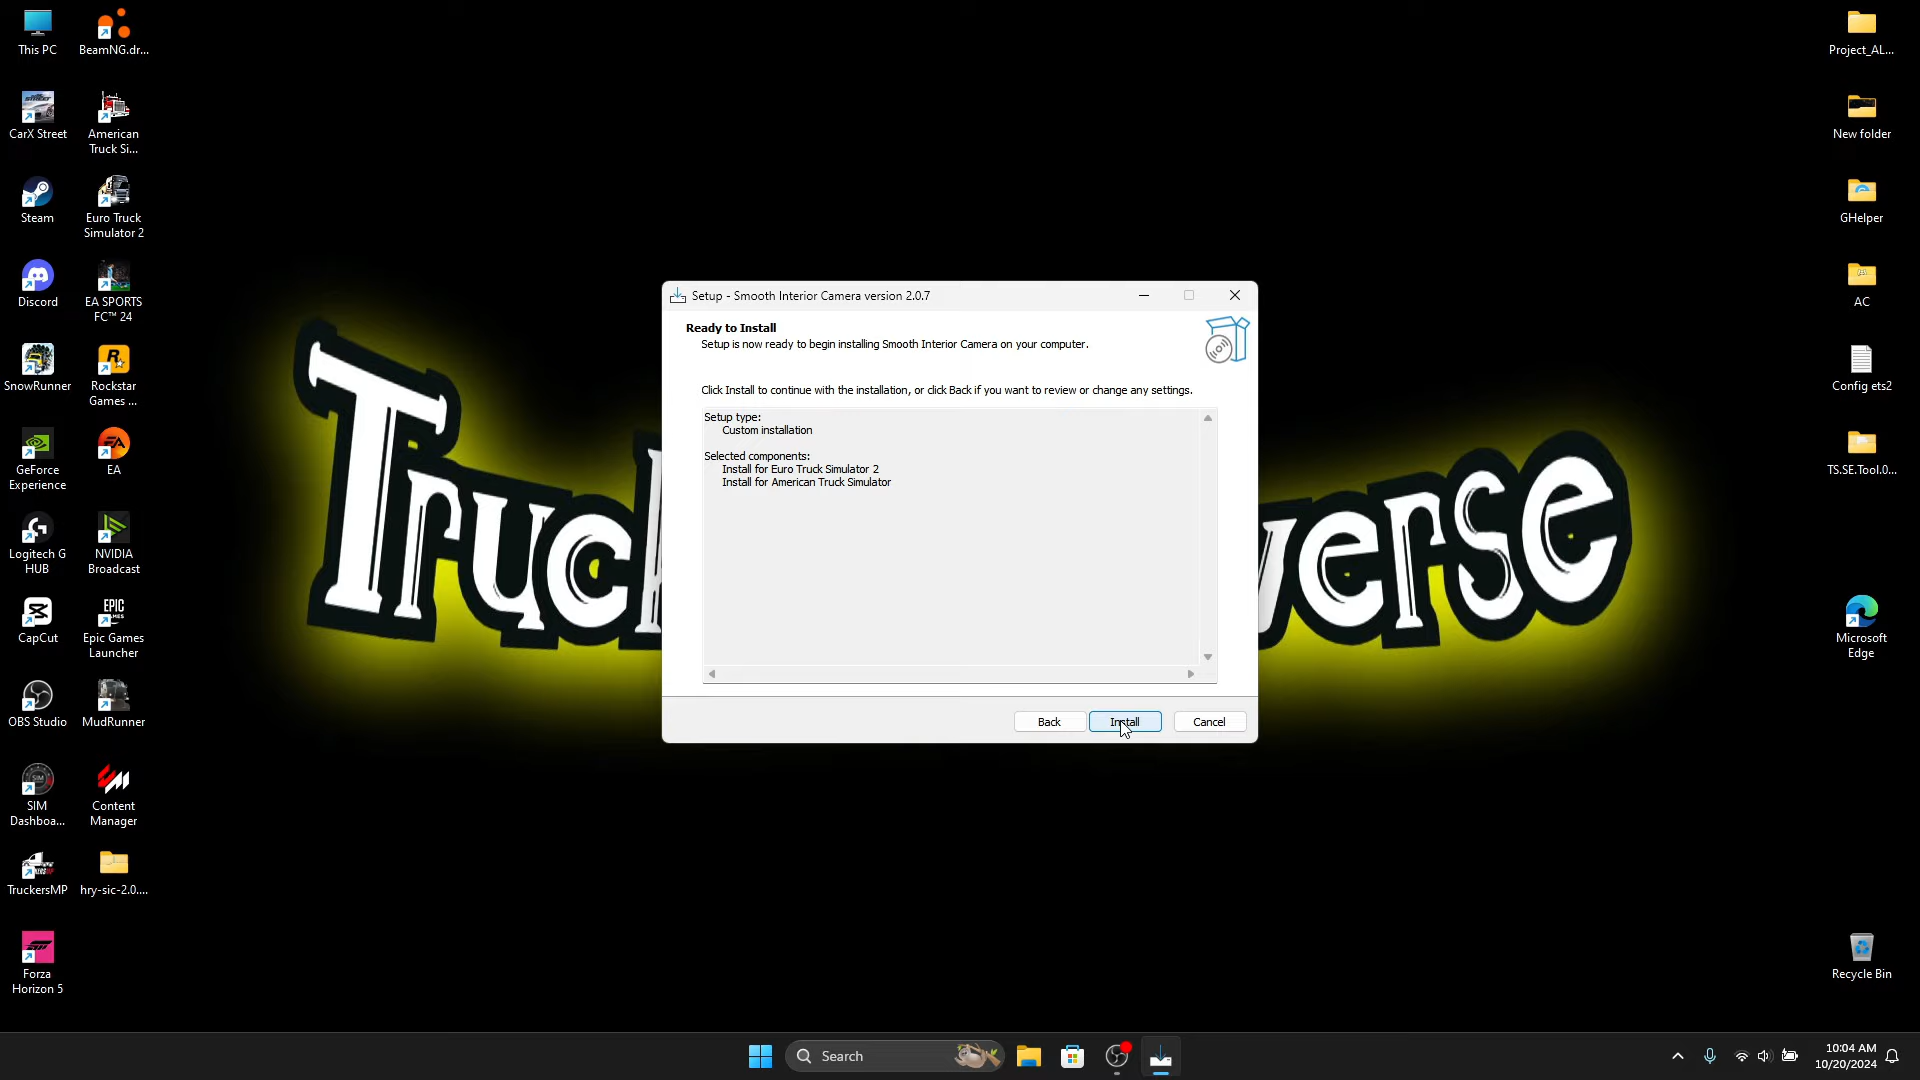 This PC
BeamNG.dr...
CarX Street
American
Truck Si...
Steam
Euro Truck
Simulator 2
Discord
EA SPORTS
FC™ 24
SnowRunner
Rockstar
Games ...
GeForce
Experience
EA
Logitech G
HUB
NVIDIA
Broadcast
CapCut
EPIC
GAMES
Epic Games
Launcher
OBS Studio
MudRunner
SIM
SIM
Dashboa...
Content
Manager
TruckersMP
hry-sic-2.0....
Forza
Horizon 5
Setup - Smooth Interior Camera version 2.0.7
Ready to Install
Setup is now ready to begin installing Smooth Interior Camera on your computer.
Click Install to continue with the installation, or click Back if you want to review or change any settings.
Setup type:
Custom installation
Selected components:
Install for Euro Truck Simulator 2
Install for American Truck Simulator
Back
Install
Cancel
Project_AL...
New folder
GHelper
AC
Config ets2
TS.SE.Tool.0...
Microsoft
Edge
Recycle Bin
Search
10:04 AM
10/20/2024